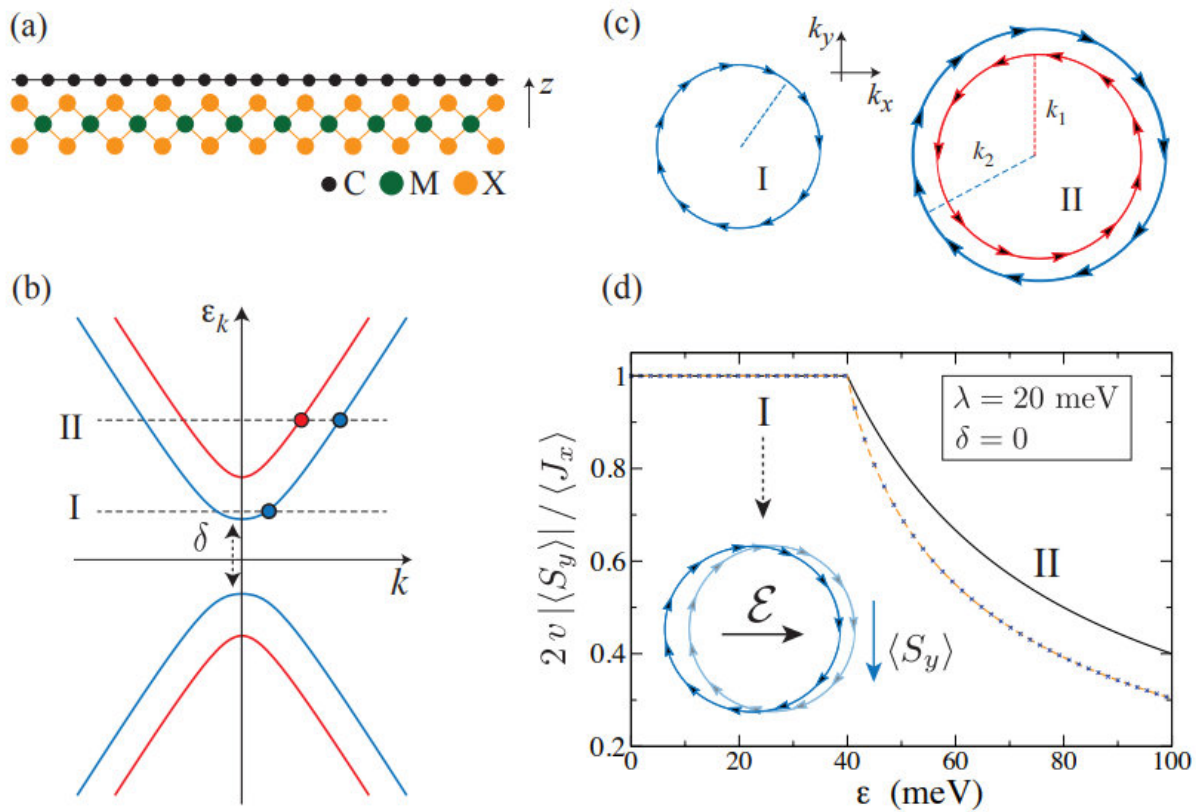 (a)
z
C M X
(b)
ε_k
II
I
δ
k
(c)
k_y
k_x
I
k_1
k_2
II
(d)
2 v |⟨S_y⟩| / ⟨J_x⟩
1
0.8
0.6
0.4
0.2
λ = 20 meV
δ = 0
I
II
ℰ
⟨S_y⟩
0 20 40 60 80 100
ε (meV)